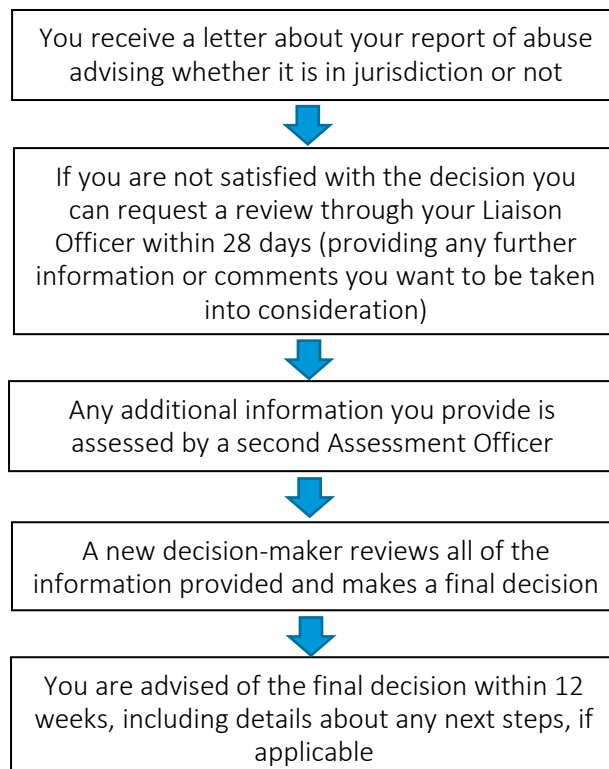 You receive a letter about your report of abuse
advising whether it is in jurisdiction or not
If you are not satisfied with the decision you
can request a review through your Liaison
Officer within 28 days (providing any further
information or comments you want to be taken
into consideration)
Any additional information you provide is
assessed by a second Assessment Officer
A new decision-maker reviews all of the
information provided and makes a final decision
You are advised of the final decision within 12
weeks, including details about any next steps, if
applicable